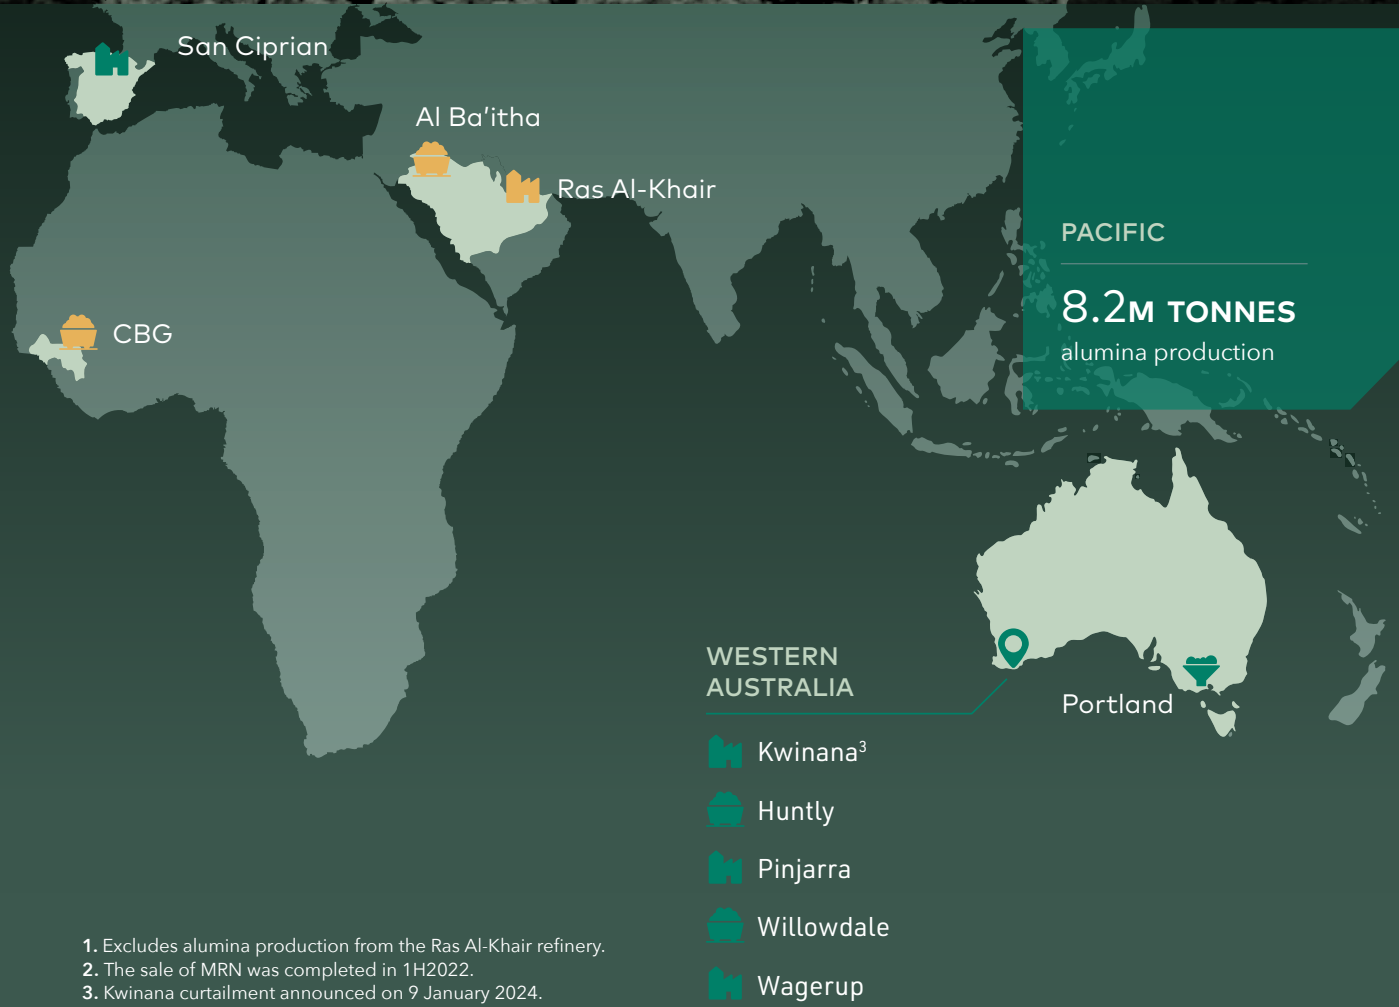 San Ciprian
Al Ba'itha
Ras Al-Khair
CBG
PACIFIC
8.2M TONNES
alumina production
WESTERN
AUSTRALIA
Portland
Kwinana³
Huntly
Pinjarra
Willowdale
Wagerup
1. Excludes alumina production from the Ras Al-Khair refinery.
2. The sale of MRN was completed in 1H2022.
3. Kwinana curtailment announced on 9 January 2024.